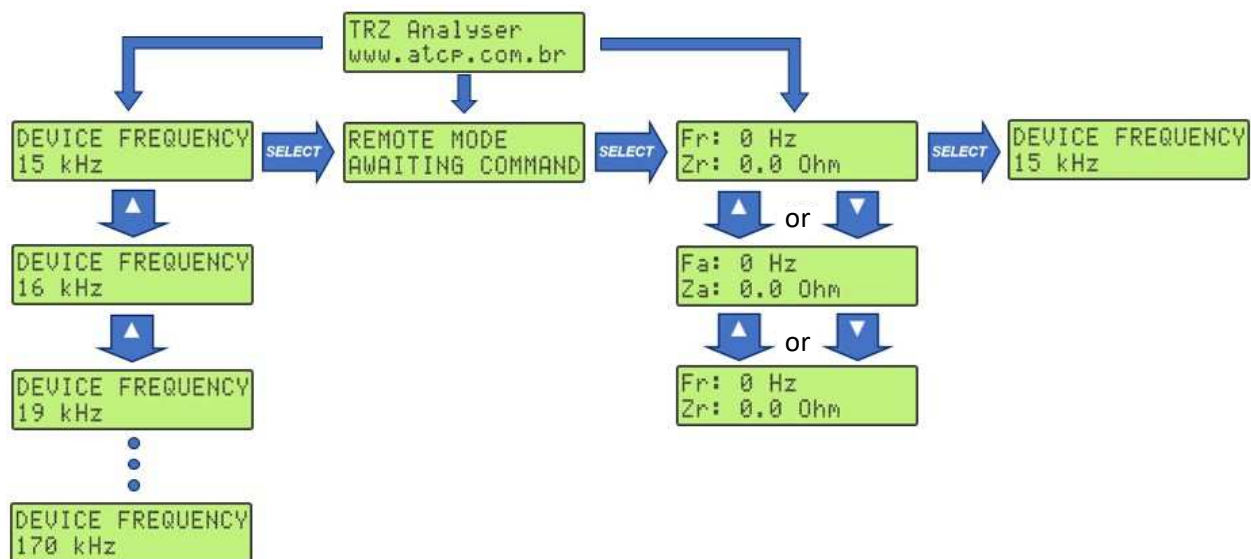 TRZ Analyser
www.atcp.com.br
DEVICE FREQUENCY
15 kHz
SELECT
REMOTE MODE
AWAITING COMMAND
SELECT
Fr: 0 Hz
Zr: 0.0 Ohm
SELECT
DEVICE FREQUENCY
15 kHz
or
DEVICE FREQUENCY
16 kHz
Fa: 0 Hz
Za: 0.0 Ohm
or
DEVICE FREQUENCY
19 kHz
Fr: 0 Hz
Zr: 0.0 Ohm
DEVICE FREQUENCY
170 kHz